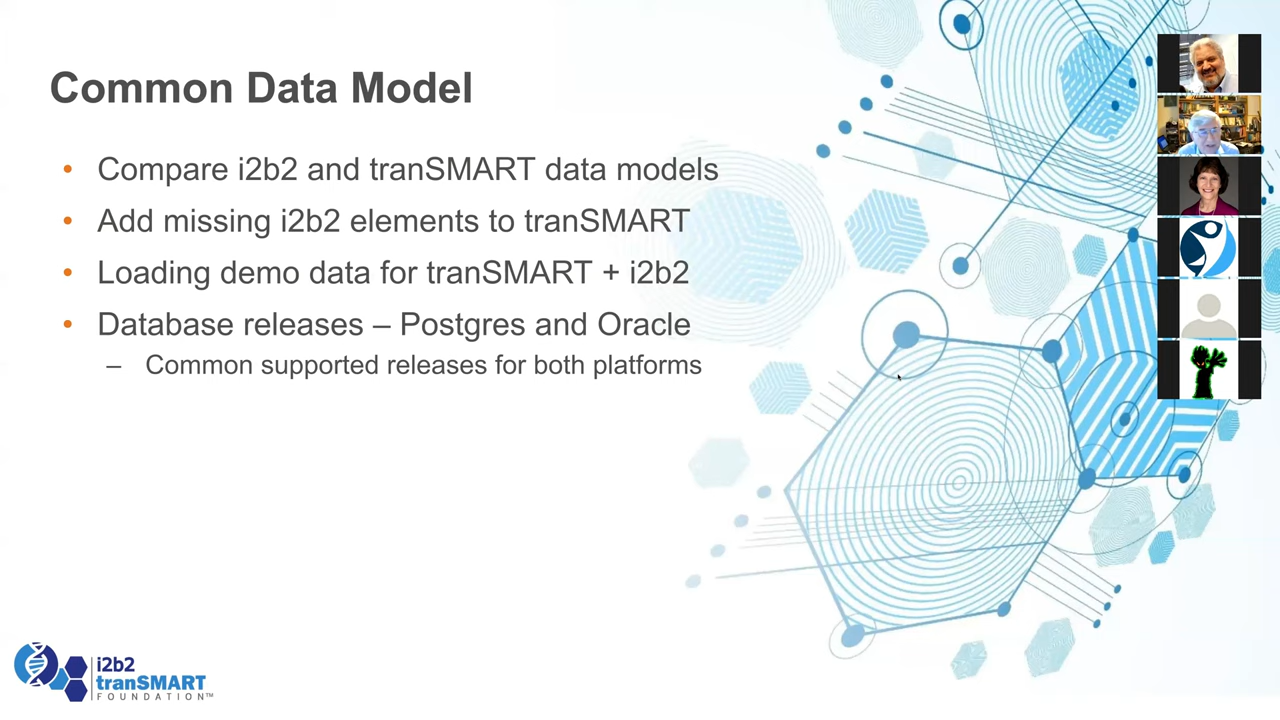 Common Data Model
• Compare i2b2 and tranSMART data models
• Add missing i2b2 elements to tranSMART
• Loading demo data for tranSMART + i2b2
• Database releases – Postgres and Oracle
– Common supported releases for both platforms
i2b2
tranSMART
FOUNDATION™